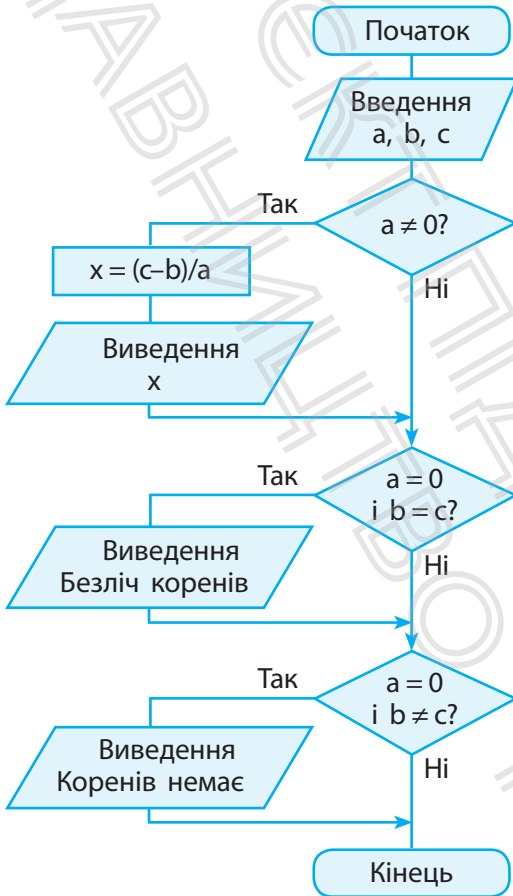 Початок
Введення
a, b, c
Так
a ≠ 0?
x = (c–b)/a
Ні
Виведення
x
Так
a = 0
і b = c?
Виведення
Безліч коренів
Ні
Так
a = 0
і b ≠ c?
Виведення
Коренів немає
Ні
Кінець